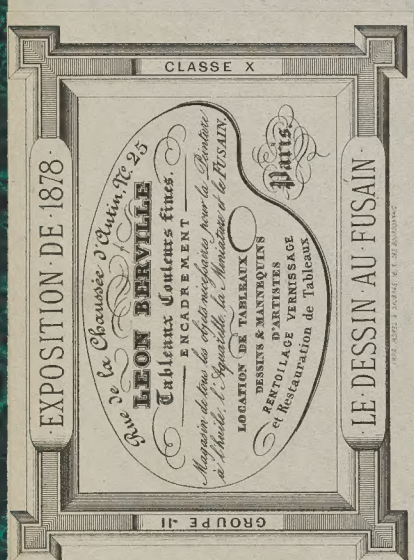 CLASSE X
EXPOSITION DE 1878
Rue de la Chaussée d'Antin, No. 25
LEON BERVILLE
Tableaux Couleurs fines.
ENCADREMENT
Magasin de tous les objets nécessaires pour la Peinture
à l'huile, l'Aquarelle, la Miniature et le FUSAIN.
LOCATION DE TABLEAUX
DESSINS & MANNEQUINS
D'ARTISTES
RENTOILAGE VERNISSAGE
et Restauration de Tableaux
Paris.
LE DESSIN AU FUSAIN
GROUPE II